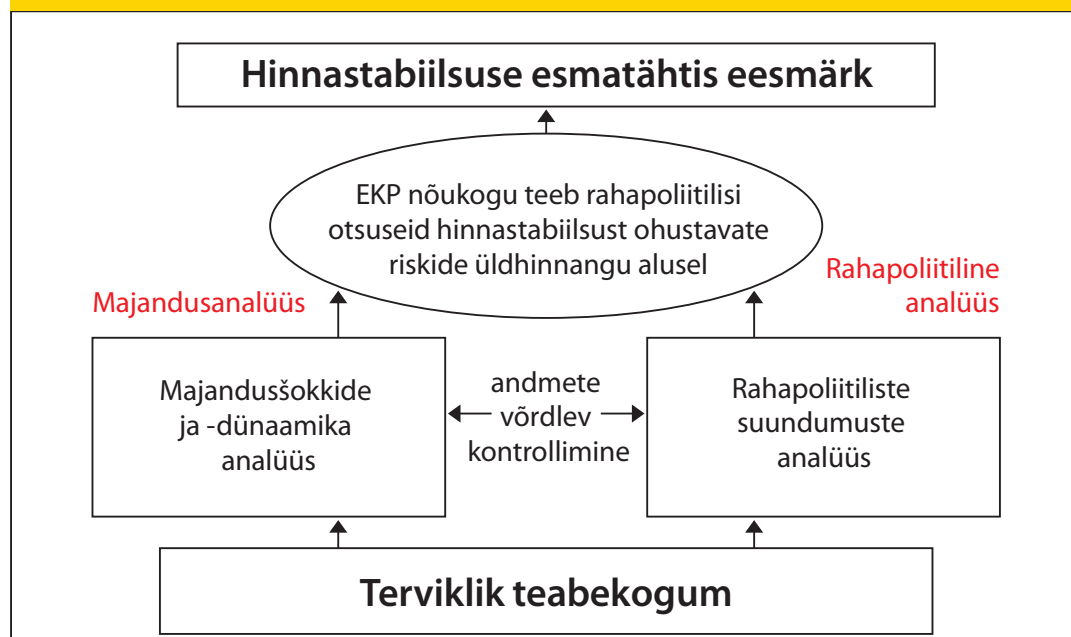 Hinnastabiilsuse esmatähtis eesmärk
EKP nõukogu teeb rahapoliitilisi
otsuseid hinnastabiilsust ohustavate
riskide üldhinnangu alusel
Majandusanalüüs
Rahapoliitiline
analüüs
Majandusšokkide
ja -dünaamika
analüüs
andmete
võrdlev
kontrollimine
Rahapoliitiliste
suundumuste
analüüs
Terviklik teabekogum